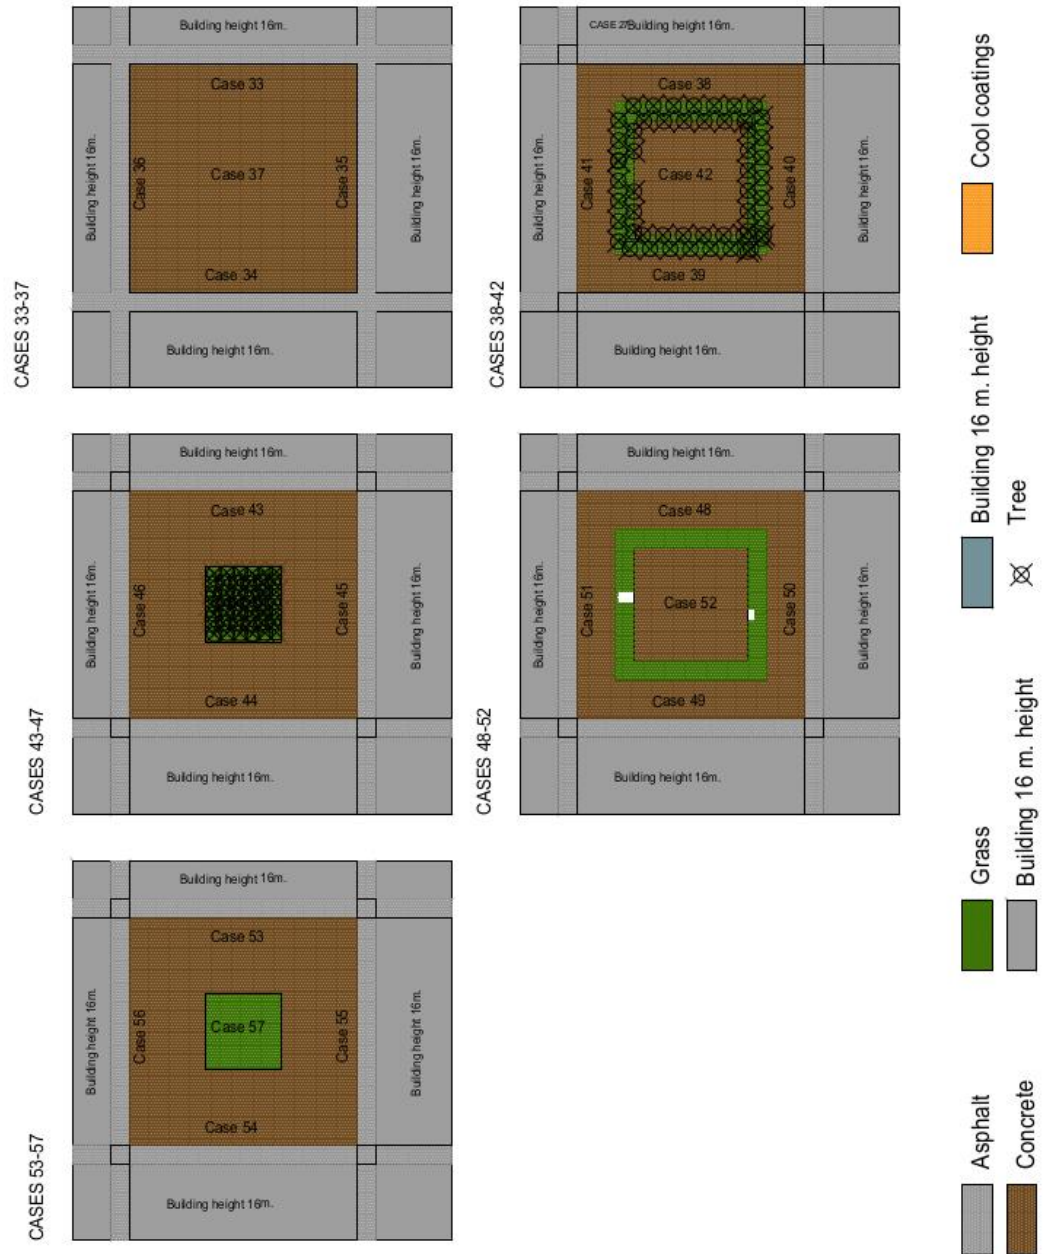 CASES 33-37
Building height 16m.
Building height 16m.
Case 33
Case 36
Case 37
Case 35
Case 34
Building height 16m.
Building height 16m.
CASES 38-42
CASE 27
Building height 16m.
Building height 16m.
Case 38
Case 41
Case 42
Case 40
Case 39
Building height 16m.
Building height 16m.
CASES 43-47
Building height 16m.
Building height 16m.
Case 43
Case 46
Case 45
Case 44
Building height 16m.
Building height 16m.
CASES 48-52
Building height 16m.
Building height 16m.
Case 48
Case 51
Case 52
Case 50
Case 49
Building height 16m.
Building height 16m.
CASES 53-57
Building height 16m.
Building height 16m.
Case 53
Case 56
Case 57
Case 55
Case 54
Building height 16m.
Building height 16m.
Asphalt
Grass
Building 16 m. height
Cool coatings
Concrete
Building 16 m. height
Tree